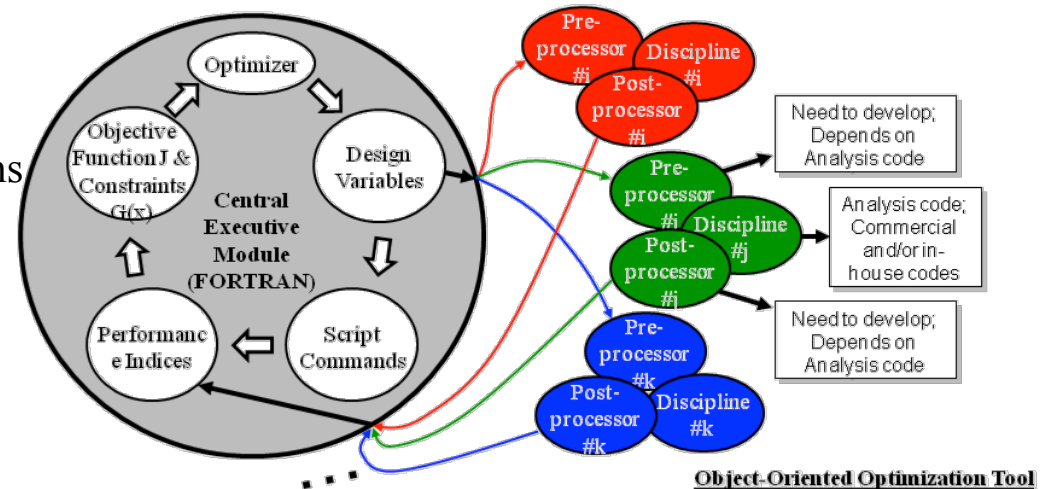 ns
Optimizer
Objective
Function J &
Constraints
G(x)
Design
Variables
Central
Executive
Module
(FORTRAN)
Performanc
e Indices
Script
Commands
Pre-
processor
#i
Discipline
#i
Post-
processor
#i
Pre-
processor
#j
Discipline
#j
Post-
processor
#j
Pre-
processor
#k
Post-
processor
#k
Discipline
#k
Need to develop;
Depends on
Analysis code
Analysis code;
Commercial
and/or in-
house codes
Need to develop;
Depends on
Analysis code
...
Object-Oriented Optimization Tool